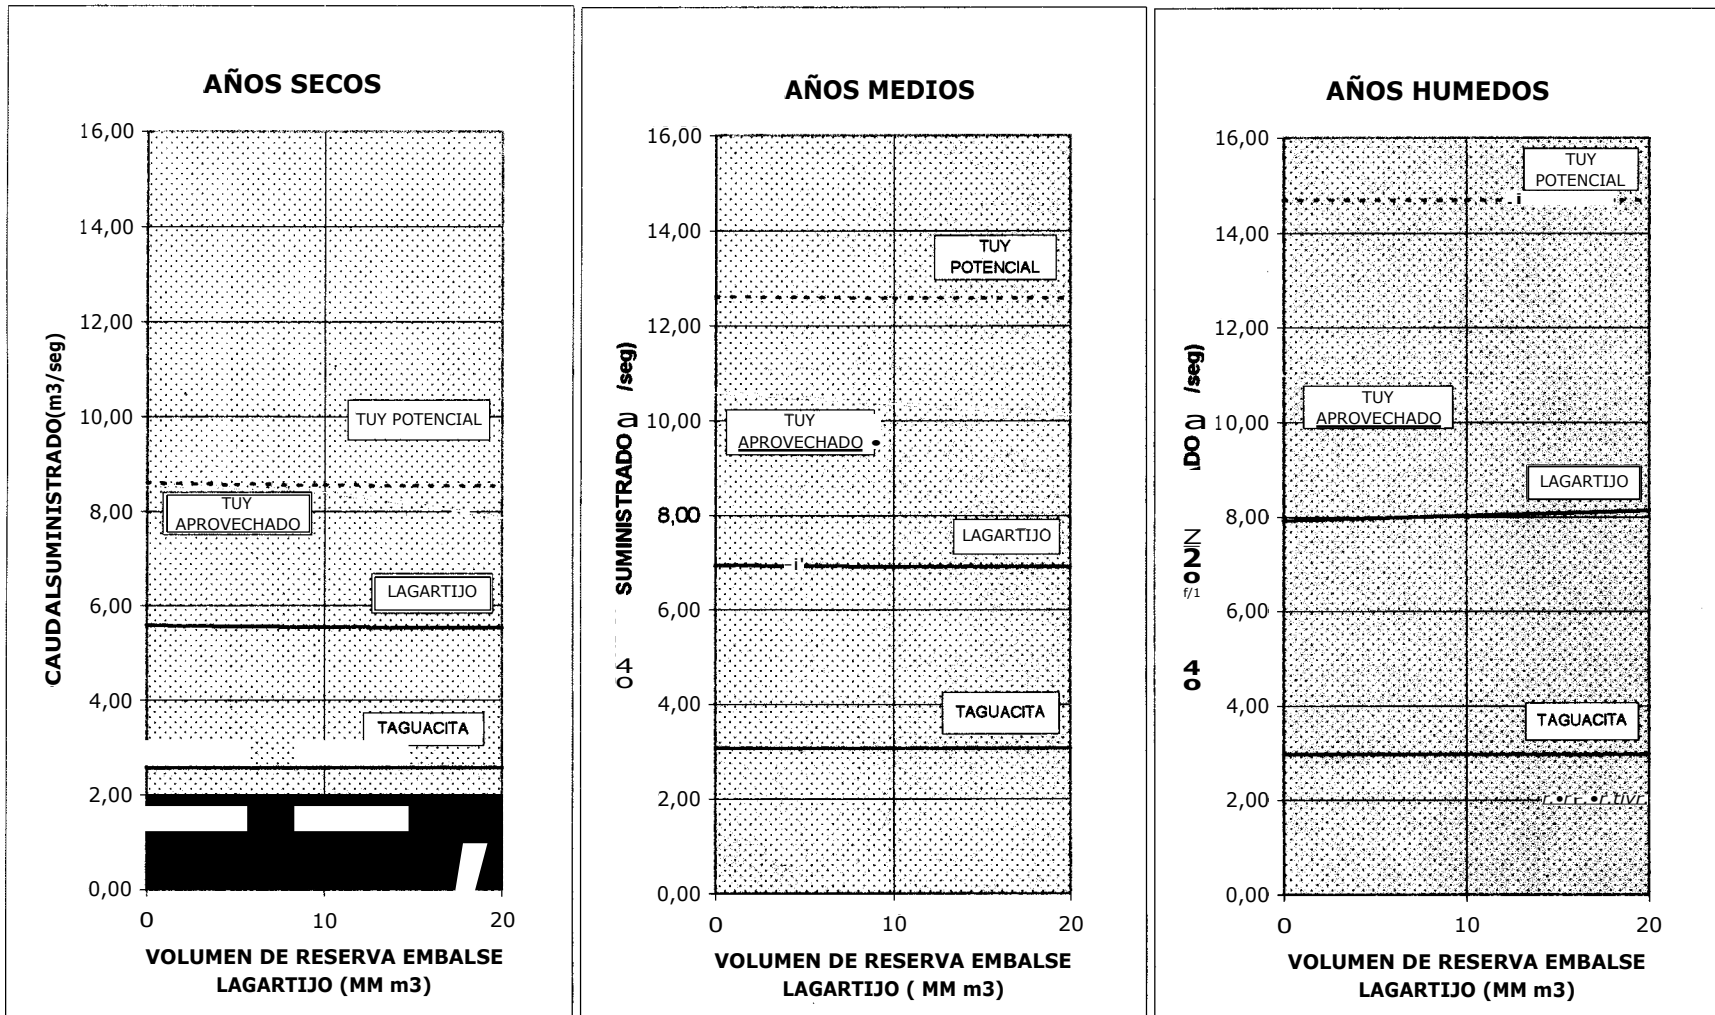 AÑOS SECOS
CAUDALSUMINISTRADO(m3/seg)
16,00
14,00
12,00
10,00
8,00
6,00
4,00
2,00
0,00
TUY POTENCIAL
TUY
APROVECHADO
LAGARTIJO
TAGUACITA
0
10
20
VOLUMEN DE RESERVA EMBALSE
LAGARTIJO (MM m3)
AÑOS MEDIOS
SUMINISTRADO /seg)
16,00
14,00
12,00
10,00
8,00
6,00
4,00
2,00
0,00
TUY
POTENCIAL
TUY
APROVECHADO
LAGARTIJO
TAGUACITA
0
10
20
VOLUMEN DE RESERVA EMBALSE
LAGARTIJO ( MM m3)
AÑOS HUMEDOS
DO /seg)
16,00
14,00
12,00
10,00
8,00
6,00
4,00
2,00
0,00
TUY
POTENCIAL
TUY
APROVECHADO
LAGARTIJO
TAGUACITA
0
10
20
VOLUMEN DE RESERVA EMBALSE
LAGARTIJO (MM m3)